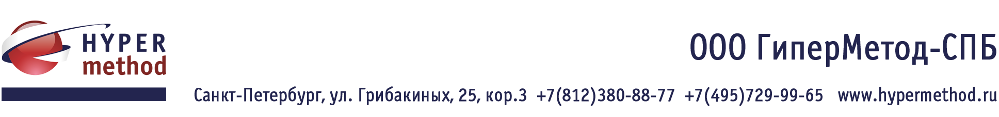 HYPER
method
ООО ГиперМетод-СПБ
Санкт-Петербург, ул. Грибакиных, 25, кор.3 +7(812)380-88-77 +7(495)729-99-65 www.hypermethod.ru